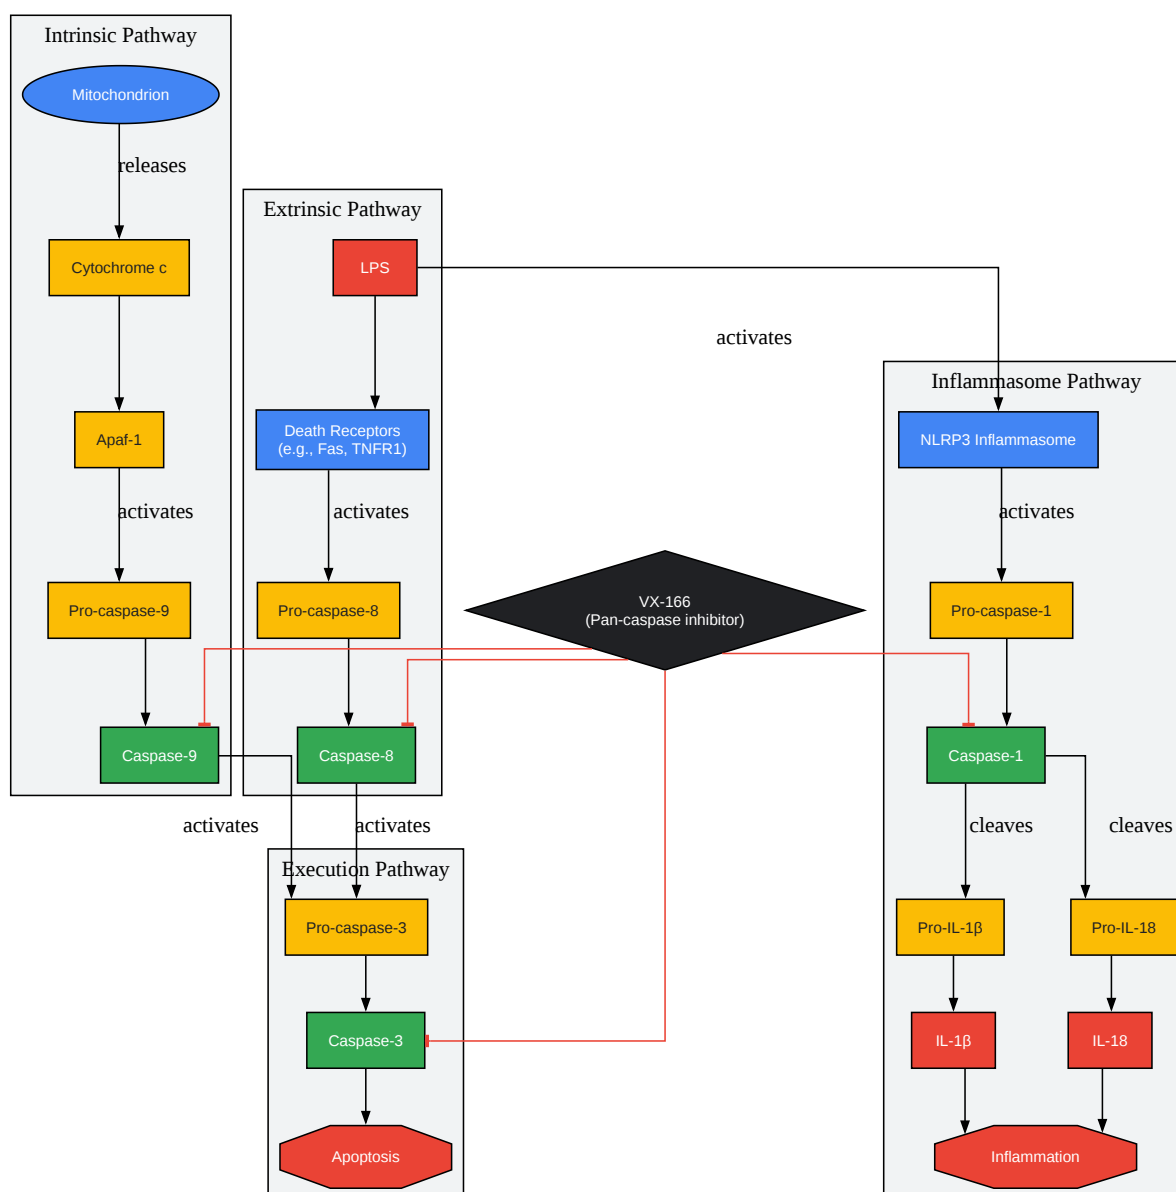 Intrinsic Pathway
Mitochondrion
releases
Cytochrome c
Apaf-1
activates
Pro-caspase-9
Caspase-9
activates
Extrinsic Pathway
LPS
Death Receptors
(e.g., Fas, TNFR1)
activates
Pro-caspase-8
Caspase-8
activates
Execution Pathway
Pro-caspase-3
Caspase-3
Apoptosis
VX-166
(Pan-caspase inhibitor)
activates
Inflammasome Pathway
NLRP3 Inflammasome
activates
Pro-caspase-1
Caspase-1
cleaves
cleaves
Pro-IL-1β
Pro-IL-18
IL-1β
IL-18
Inflammation